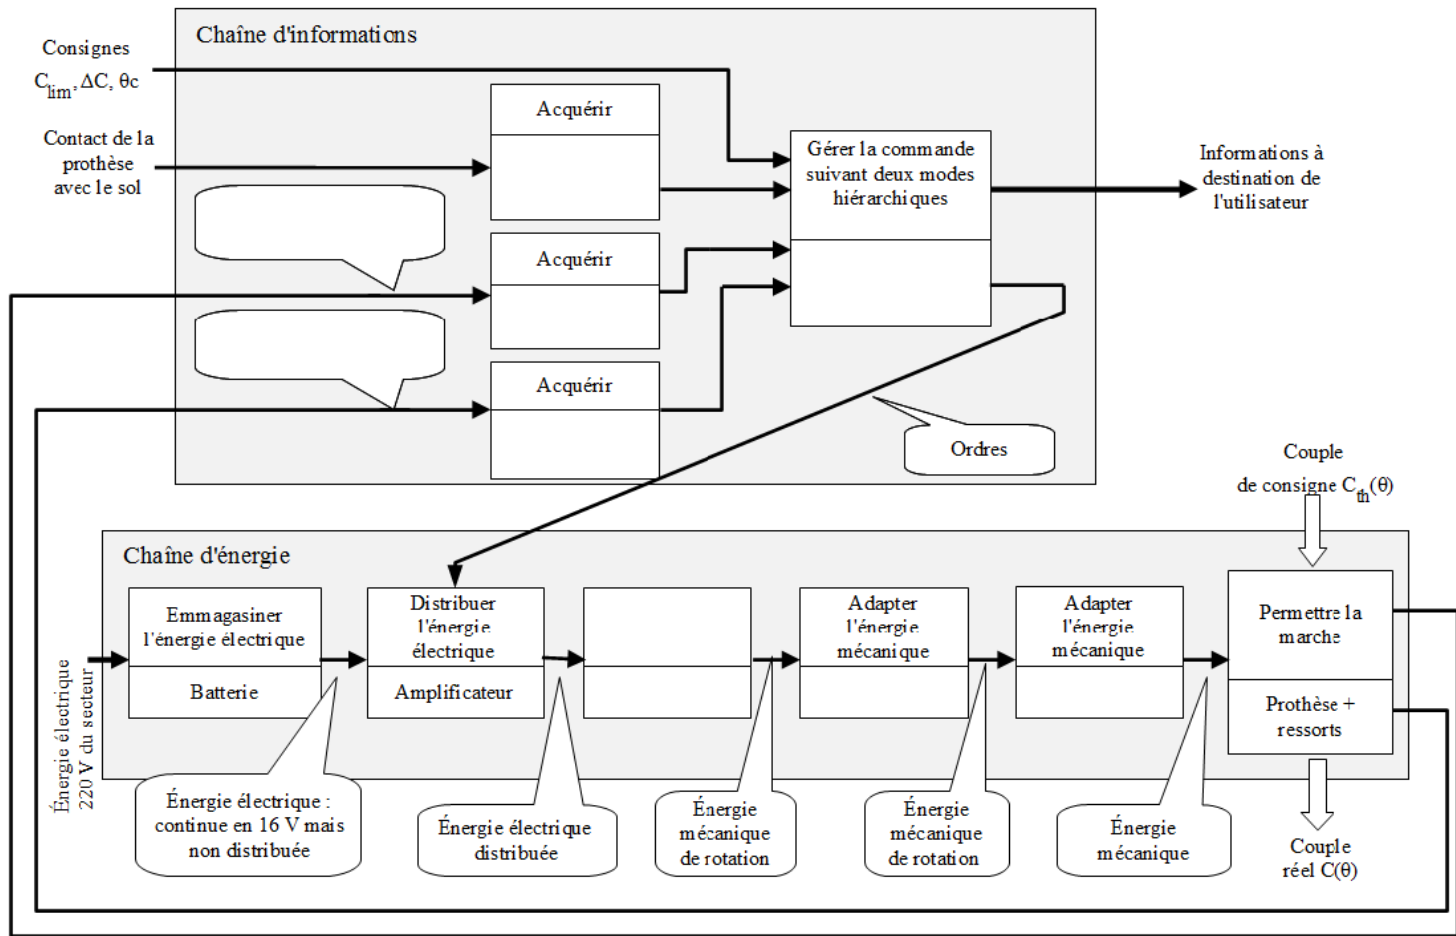 Chaîne d'informations
Consignes
C_lim, ΔC, θc
Contact de la
prothèse
avec le sol
Acquérir
Acquérir
Acquérir
Gérer la commande
suivant deux modes
hiérarchiques
Informations à
destination de
l'utilisateur
Ordres
Couple
de consigne C_th(θ)
Chaîne d'énergie
Énergie électrique
220 V du secteur
Emmagasiner
l'énergie électrique
Batterie
Distribuer
l'énergie
électrique
Amplificateur
Adapter
l'énergie
mécanique
Adapter
l'énergie
mécanique
Permettre la
marche
Prothèse +
ressorts
Énergie électrique :
continue en 16 V mais
non distribuée
Énergie électrique
distribuée
Énergie
mécanique
de rotation
Énergie
mécanique
de rotation
Énergie
mécanique
Couple
réel C(θ)